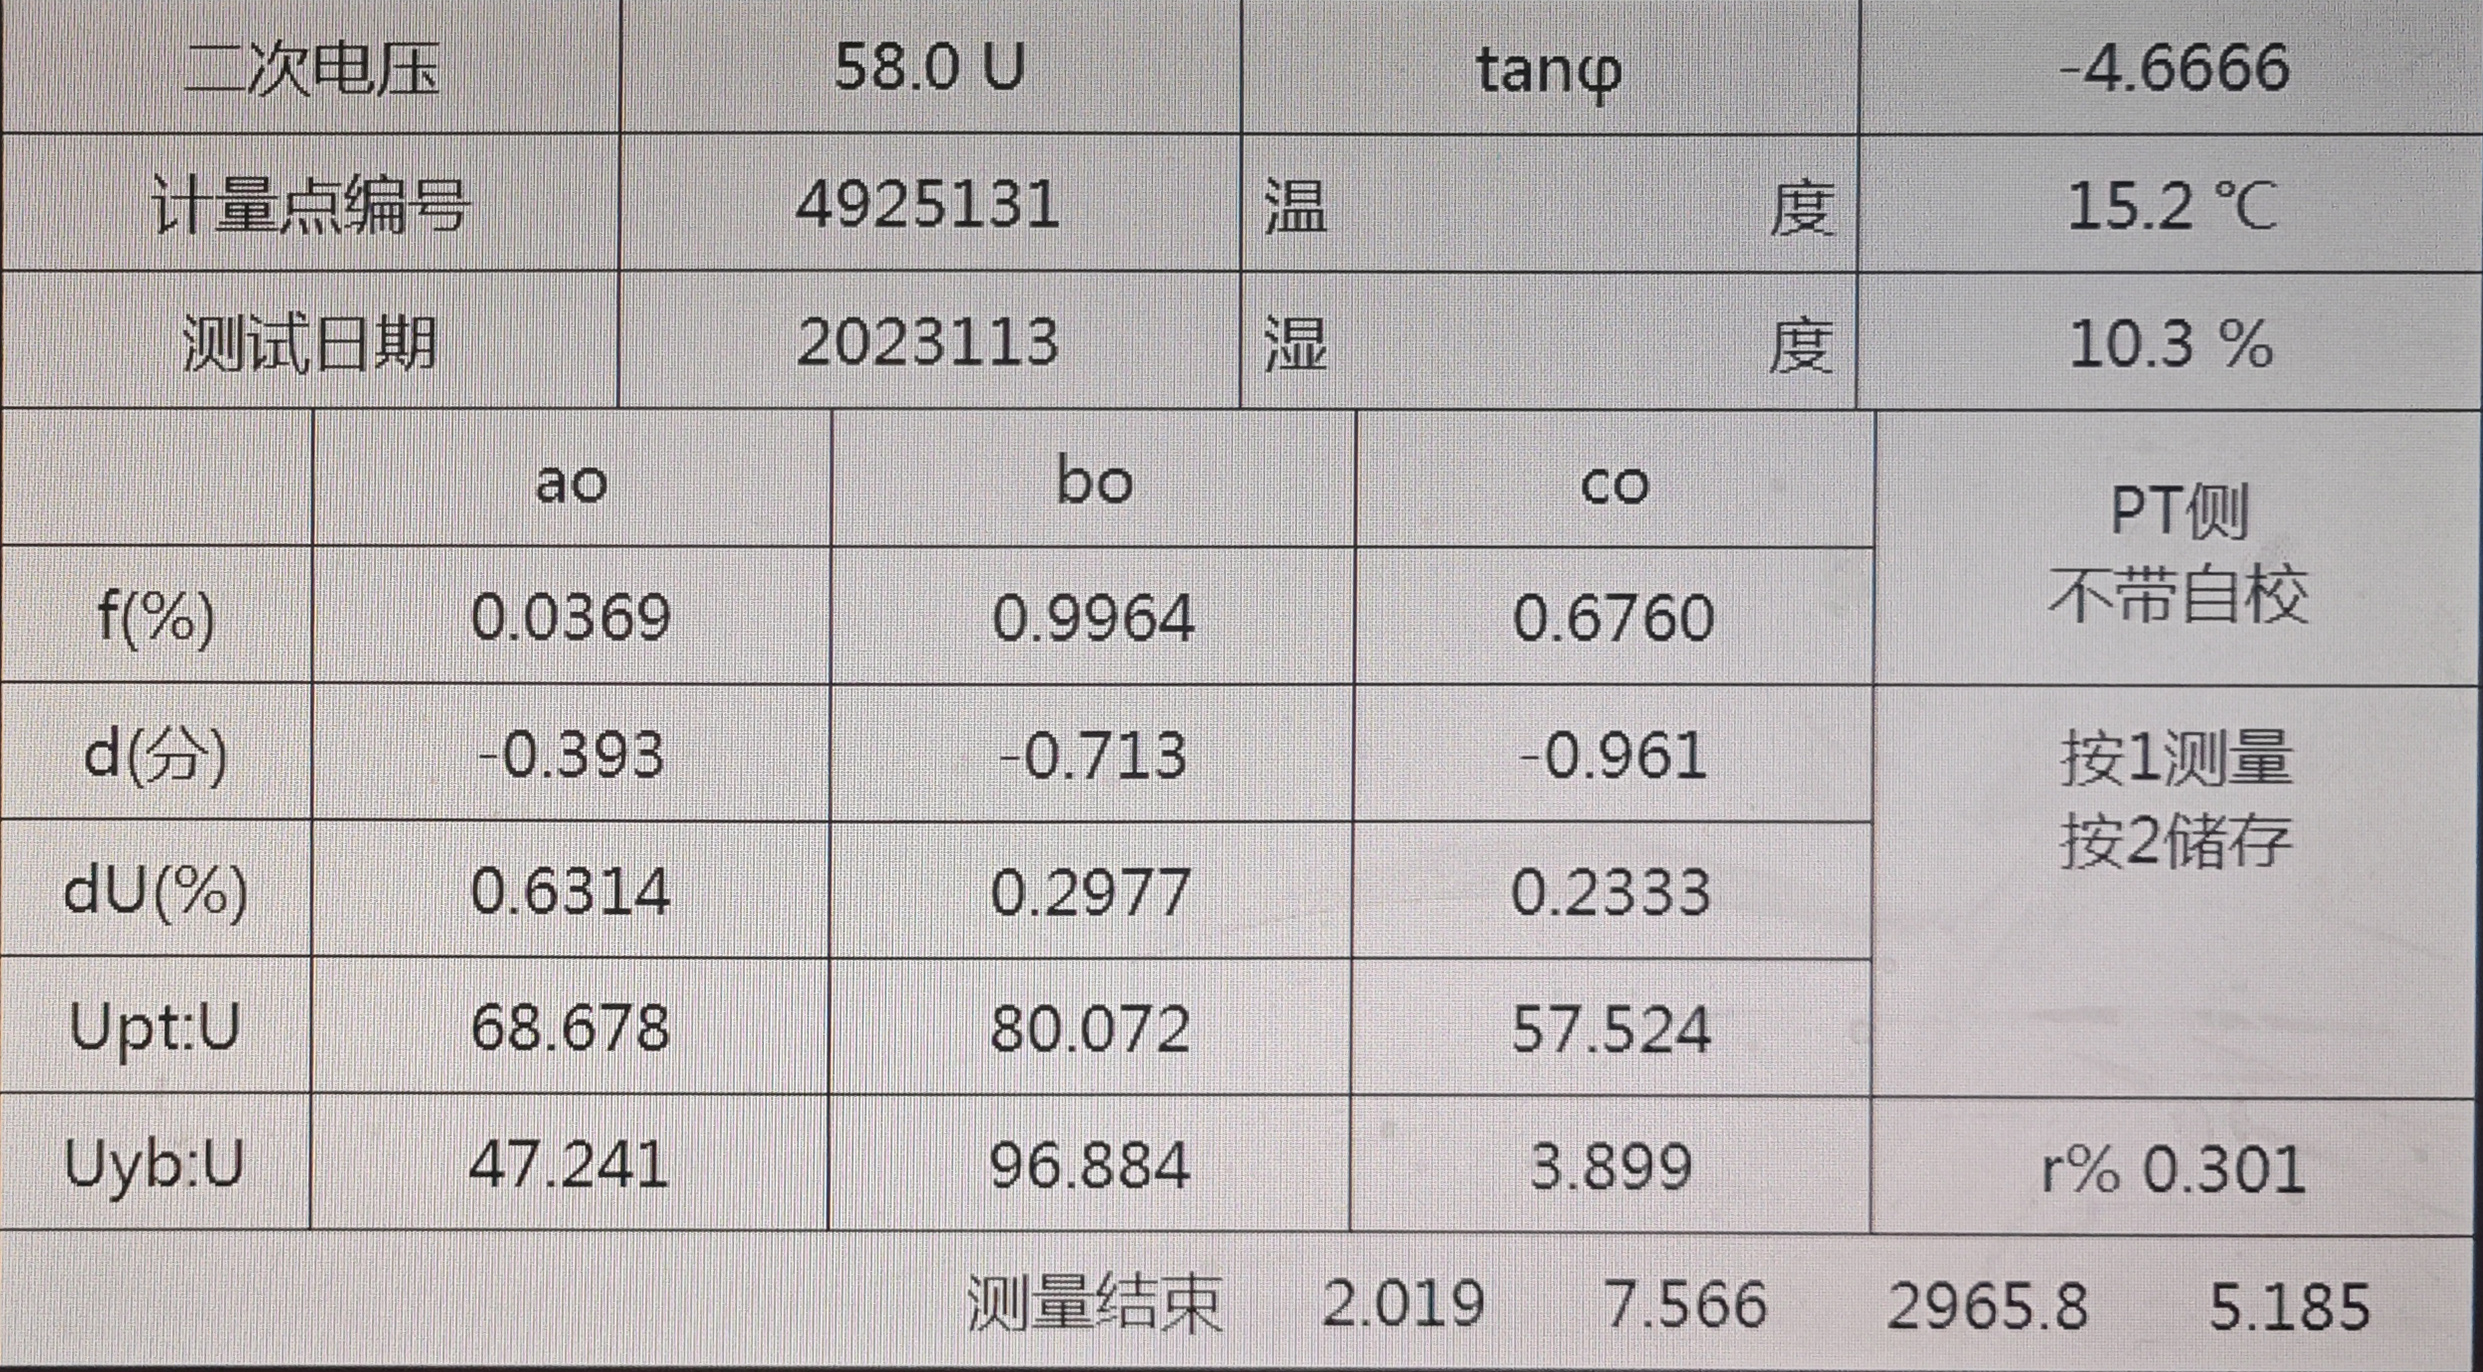 二次电压 58.0 U tanφ -4.6666
计量点编号 4925131 温 度 15.2 ℃
测试日期 2023113 湿 度 10.3 %
ao bo co
PT侧
不带自校
f(%) 0.0369 0.9964 0.6760
d(分) -0.393 -0.713 -0.961
按1测量
按2储存
dU(%) 0.6314 0.2977 0.2333
Upt:U 68.678 80.072 57.524
Uyb:U 47.241 96.884 3.899 r% 0.301
测量结束 2.019 7.566 2965.8 5.185